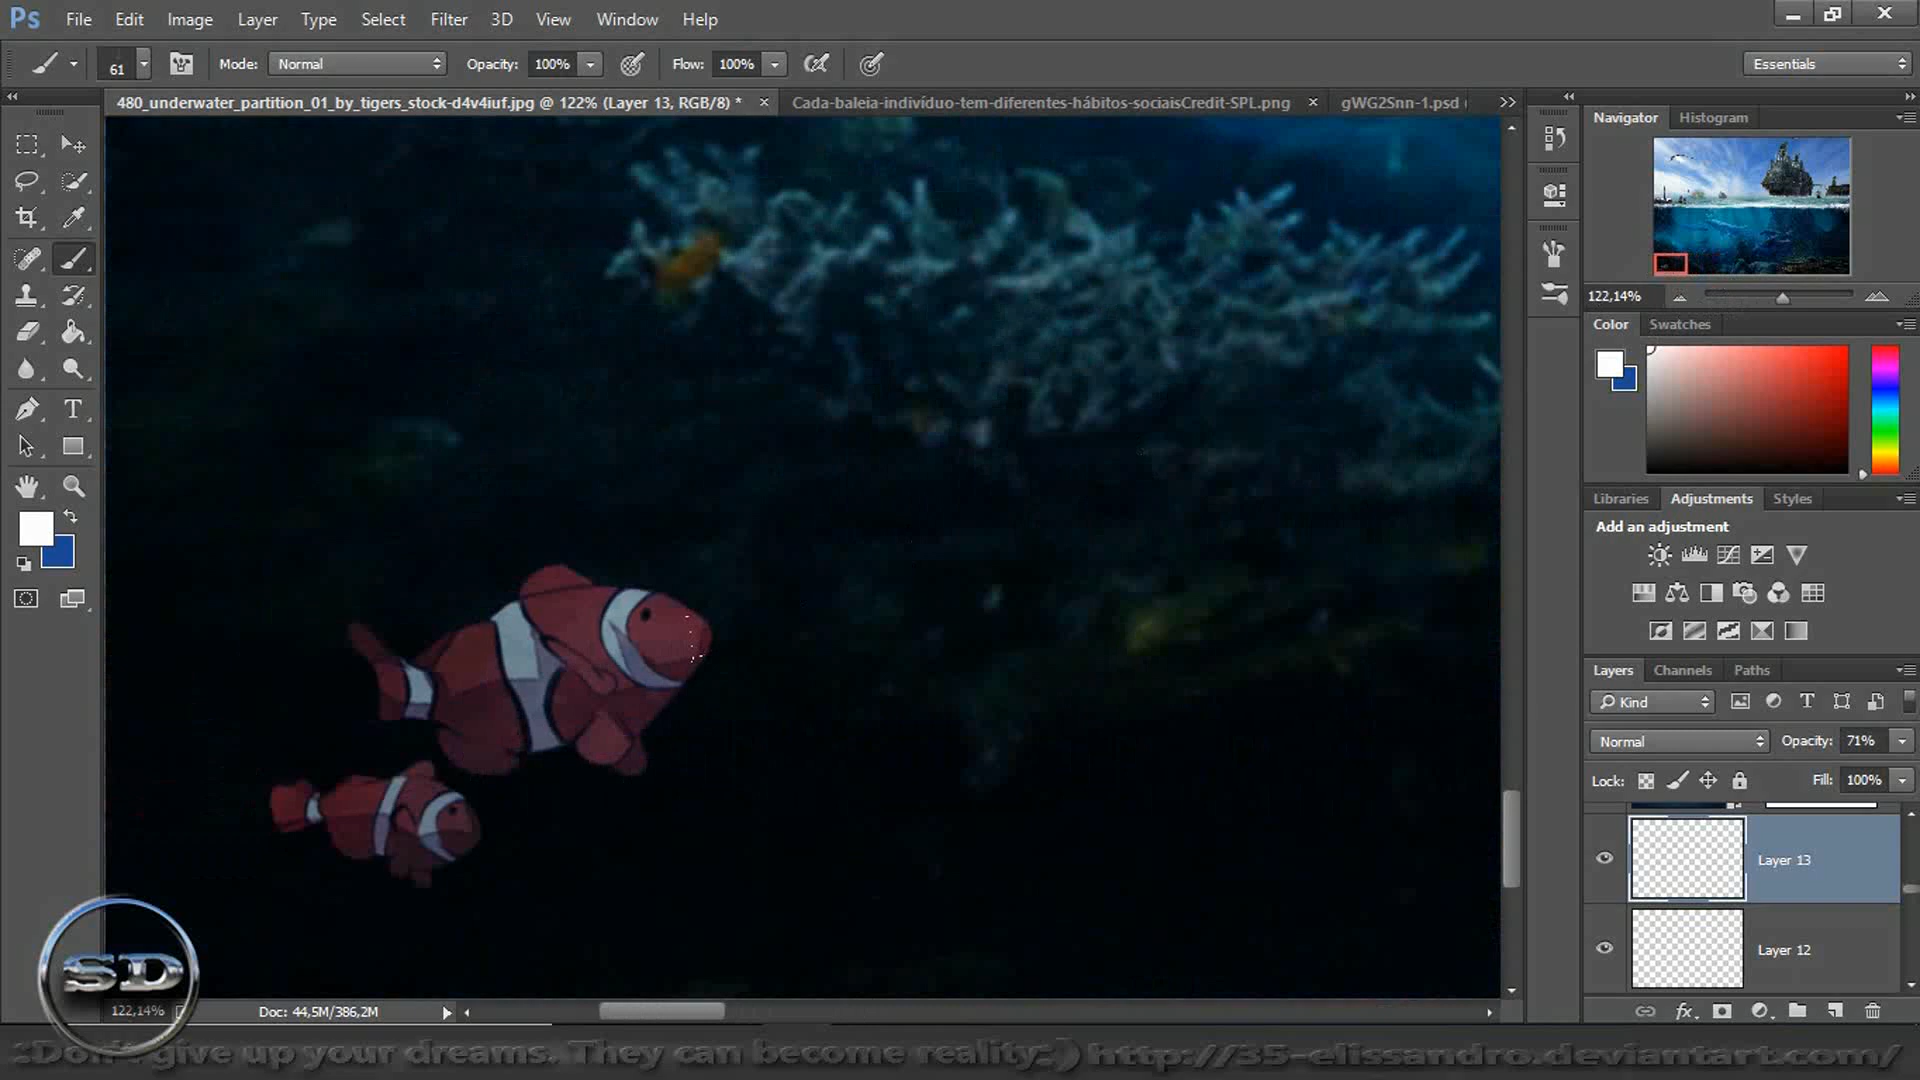 Ps File Edit Image Layer Type Select Filter 3D View Window Help
61 Mode: Normal Opacity: 100% Flow: 100% Essentials
480_underwater_partition_01_by_tigers_stock-d4v4iuf.jpg @ 122% (Layer 13, RGB/8) * Cada-baleia-indivíduo-tem-diferentes-hábitos-sociaisCredit-SPL.png gWG2Snn-1.psd
Navigator Histogram
122,14%
Color Swatches
Libraries Adjustments Styles
Add an adjustment
Layers Channels Paths
Kind
Normal Opacity: 71%
Lock: Fill: 100%
Layer 13
Layer 12
SD
122,14% Doc: 44,5M/386,2M
:Don't give up your dreams. They can become reality:) http://35-elissandro.deviantart.com/